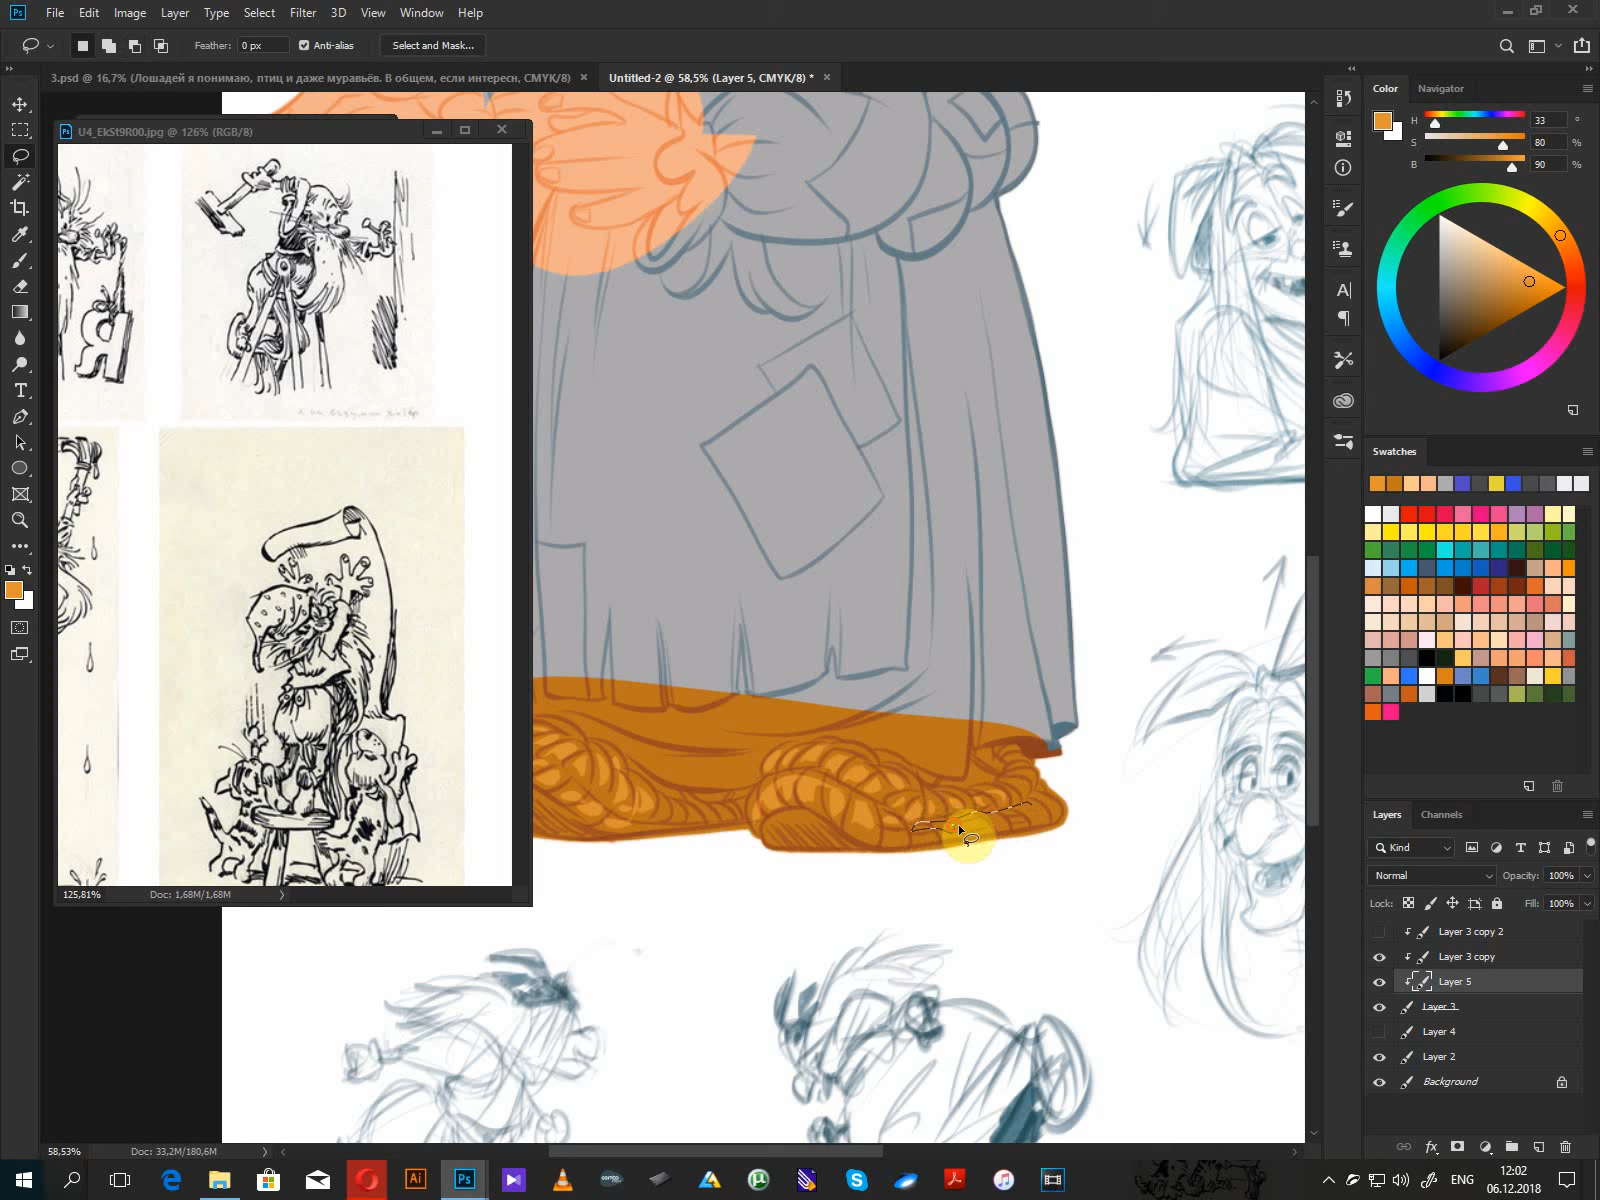 Ps File Edit Image Layer Type Select Filter 3D View Window Help
Feather: 0 px Anti-alias Select and Mask...
3.psd @ 16,7% (Лошадей я понимаю, птиц и даже муравьёв. В общем, если интересн, CMYK/8) ×
Untitled-2 @ 58,5% (Layer 5, CMYK/8) * ×
U4_EkSt9R00.jpg @ 126% (RGB/8)
125,81% Doc: 1,68M/1,68M
Color Navigator
H 33 °
S 80 %
B 90 %
Swatches
Layers Channels
Kind
Normal Opacity: 100%
Lock: Fill: 100%
Layer 3 copy 2
Layer 3 copy
Layer 5
Layer 3
Layer 4
Layer 2
Background
fx
58,53% Doc: 33,2M/180,6M
Ai Ps
ENG 12:02
06.12.2018